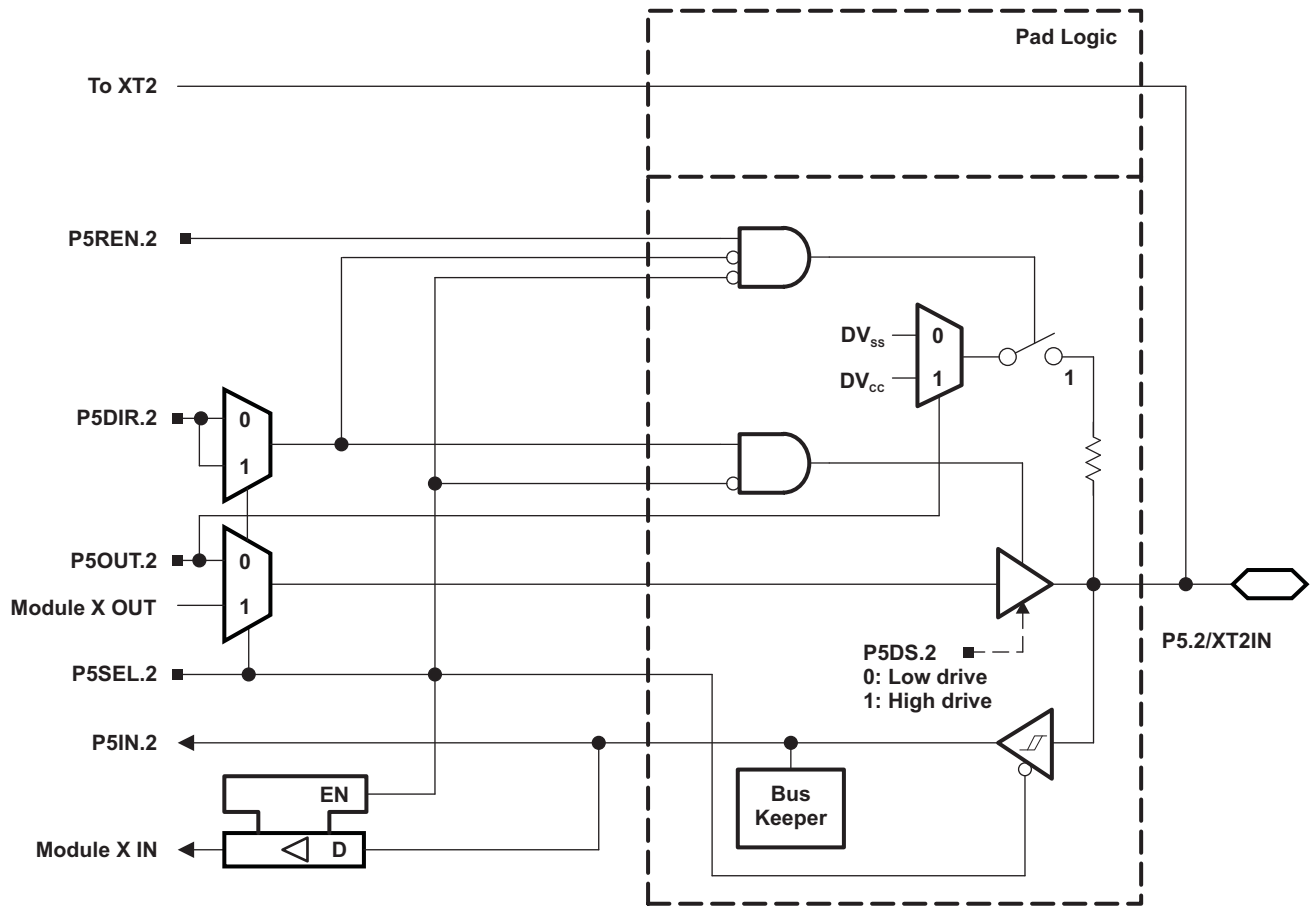 Pad Logic
To XT2
P5REN.2
DVSS
0
DVCC
1
1
P5DIR.2
0
1
P5OUT.2
0
Module X OUT
1
P5DS.2
0: Low drive
1: High drive
P5.2/XT2IN
P5SEL.2
P5IN.2
EN
Bus
Keeper
Module X IN
D